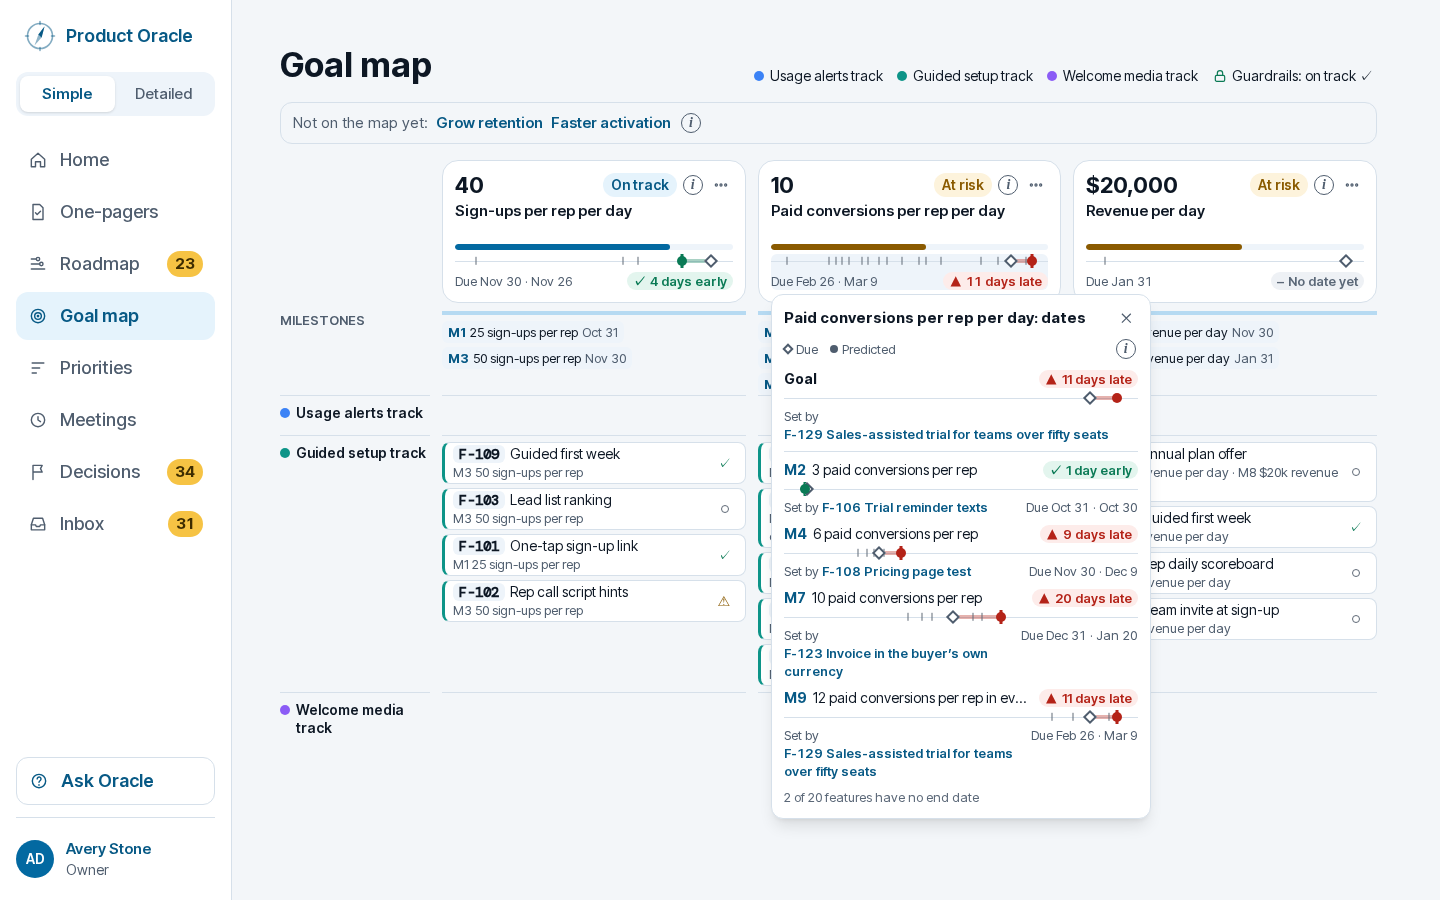 Product Oracle
Simple
Detailed
Home
One-pagers
Roadmap
23
Goal map
Priorities
Meetings
Decisions
34
Inbox
31
Ask Oracle
AD
Avery Stone
Owner
Goal map
Usage alerts track
Guided setup track
Welcome media track
Guardrails: on track ✓
Not on the map yet: Grow retention Faster activation i
40
On track
i
Sign-ups per rep per day
Due Nov 30 · Nov 26
✓ 4 days early
10
At risk
i
Paid conversions per rep per day
Due Feb 26 · Mar 9
▲ 11 days late
$20,000
At risk
i
Revenue per day
Due Jan 31
– No date yet
MILESTONES
M1 25 sign-ups per rep Oct 31
M3 50 sign-ups per rep Nov 30
venue per day Nov 30
venue per day Jan 31
Usage alerts track
Guided setup track
F-109 Guided first week
M3 50 sign-ups per rep
✓
F-103 Lead list ranking
M3 50 sign-ups per rep
F-101 One-tap sign-up link
M1 25 sign-ups per rep
✓
F-102 Rep call script hints
M3 50 sign-ups per rep
⚠
nnual plan offer
venue per day · M8 $20k revenue
uided first week
venue per day
✓
ep daily scoreboard
venue per day
eam invite at sign-up
venue per day
Welcome media
track
Paid conversions per rep per day: dates
Due
Predicted
i
Goal
▲ 11 days late
Set by
F-129 Sales-assisted trial for teams over fifty seats
M2 3 paid conversions per rep
✓ 1 day early
Set by F-106 Trial reminder texts
Due Oct 31 · Oct 30
M4 6 paid conversions per rep
▲ 9 days late
Set by F-108 Pricing page test
Due Nov 30 · Dec 9
M7 10 paid conversions per rep
▲ 20 days late
Set by
Due Dec 31 · Jan 20
F-123 Invoice in the buyer's own
currency
M9 12 paid conversions per rep in ev...
▲ 11 days late
Set by
Due Feb 26 · Mar 9
F-129 Sales-assisted trial for teams
over fifty seats
2 of 20 features have no end date